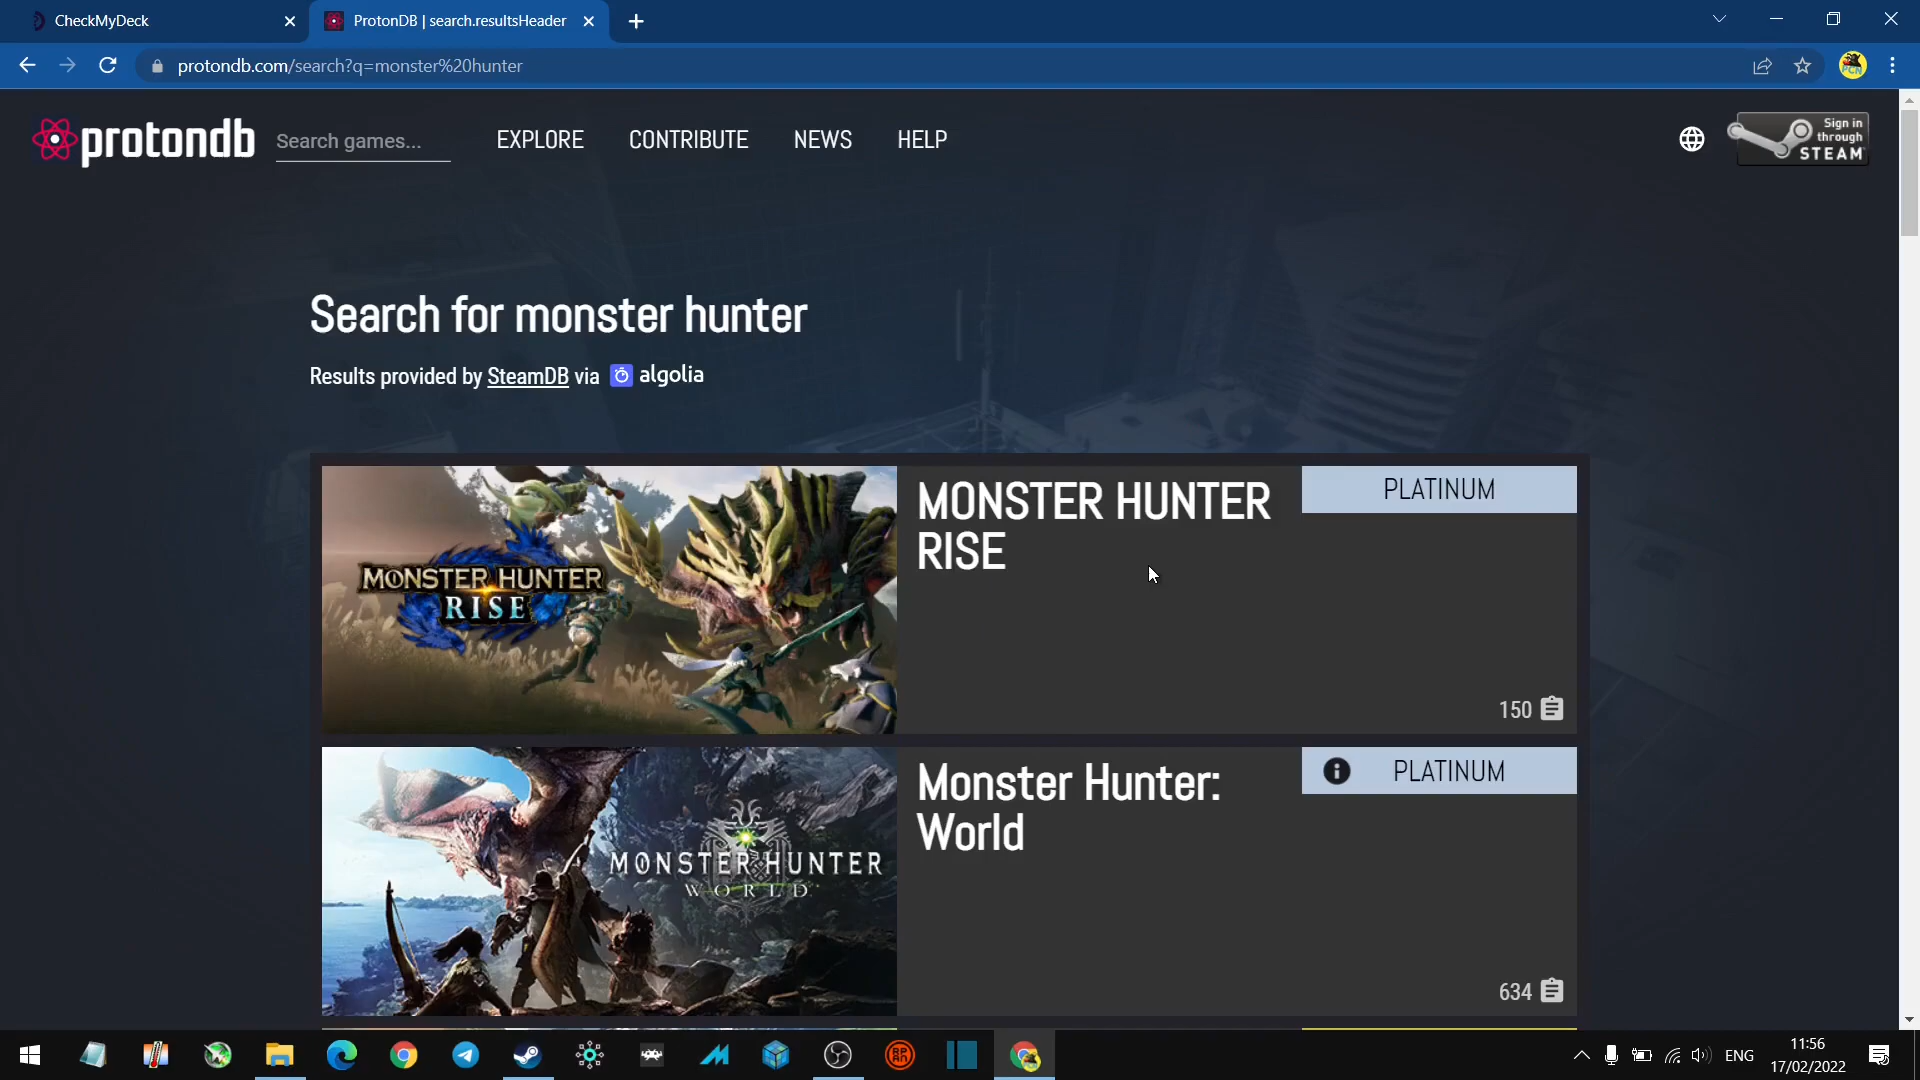 CheckMyDeck
ProtonDB | search.resultsHeader
protondb.com/search?q=monster%20hunter
PCN
protondb
Search games...
EXPLORE
CONTRIBUTE
NEWS
HELP
Sign in
through
STEAM
Search for monster hunter
Results provided by SteamDB via algolia
MONSTER HUNTER
RISE
MONSTER HUNTER
RISE
PLATINUM
150
MONSTER HUNTER
WORLD
Monster Hunter:
World
PLATINUM
634
ENG
11:56
17/02/2022